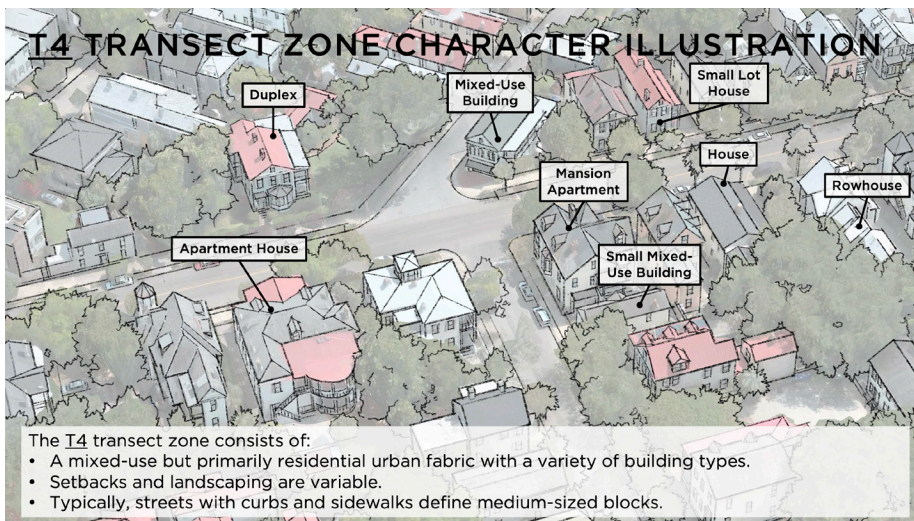 T4 TRANSECT ZONE CHARACTER ILLUSTRATION
Duplex
Mixed-Use
Building
Small Lot
House
House
Mansion
Apartment
Rowhouse
Apartment House
Small Mixed-
Use Building
The T4 transect zone consists of:
• A mixed-use but primarily residential urban fabric with a variety of building types.
• Setbacks and landscaping are variable.
• Typically, streets with curbs and sidewalks define medium-sized blocks.